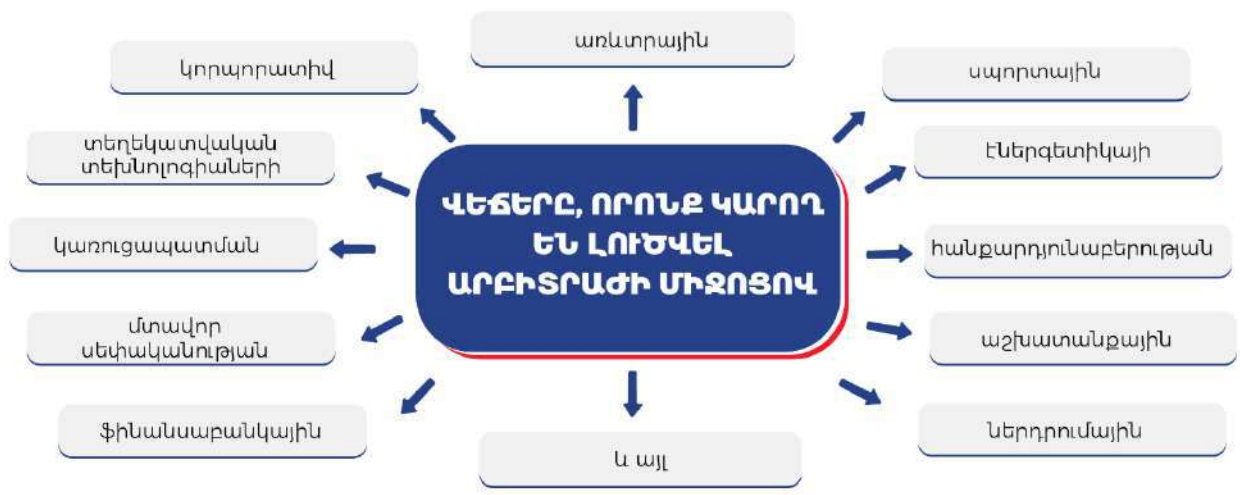 առևտրային
կորպորատիվ
սպորտային
տեղեկատվական
տեխնոլոգիաների
էներգետիկայի
ՎԵՃԵՐԸ, ՈՐՈՆՔ ԿԱՐՈՂ
ԵՆ ԼՈՒԾՎԵԼ
ԱՐԲԻՏՐԱԺԻ ՄԻՋՈՑՈՎ
կառուցապատման
հանքարդյունաբերության
մտավոր
սեփականության
աշխատանքային
ֆինանսաբանկային
ներդրումային
և այլ